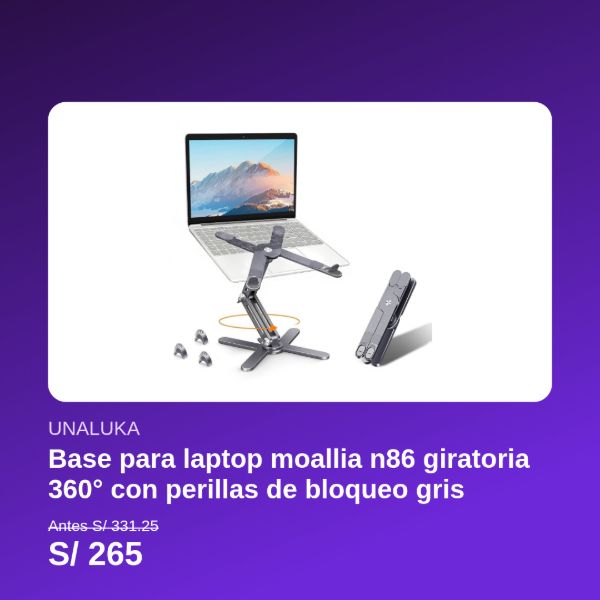 UNALUKA
Base para laptop moallia n86 giratoria
360° con perillas de bloqueo gris
Antes S/ 331.25
S/ 265